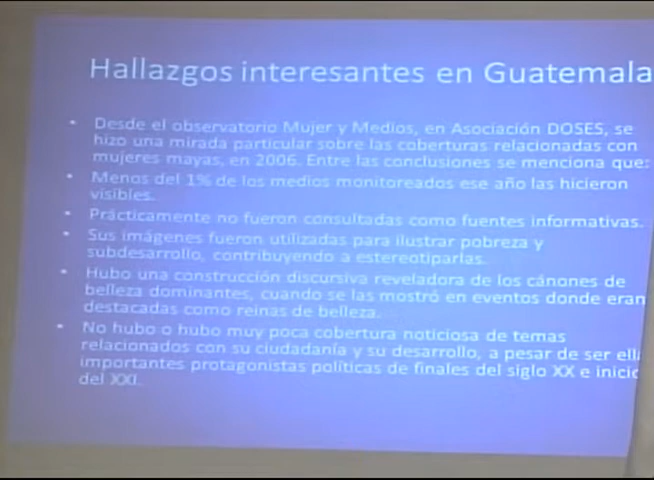 Hallazgos interesantes en Guatemala
• Desde el observatorio Mujer y Medios, en Asociación DOSES, se
hizo una mirada particular sobre las coberturas relacionadas con
mujeres mayas, en 2006. Entre las conclusiones se menciona que:
• Menos del 1% de los medios monitoreados ese año las hicieron
visibles.
• Prácticamente no fueron consultadas como fuentes informativas.
• Sus imágenes fueron utilizadas para ilustrar pobreza y
subdesarrollo, contribuyendo a estereotiparlas.
• Hubo una construcción discursiva reveladora de los cánones de
belleza dominantes, cuando se las mostró en eventos donde eran
destacadas como reinas de belleza.
• No hubo o hubo muy poca cobertura noticiosa de temas
relacionados con su ciudadanía y su desarrollo, a pesar de ser ell
importantes protagonistas políticas de finales del siglo XX e inicio
del XXI.